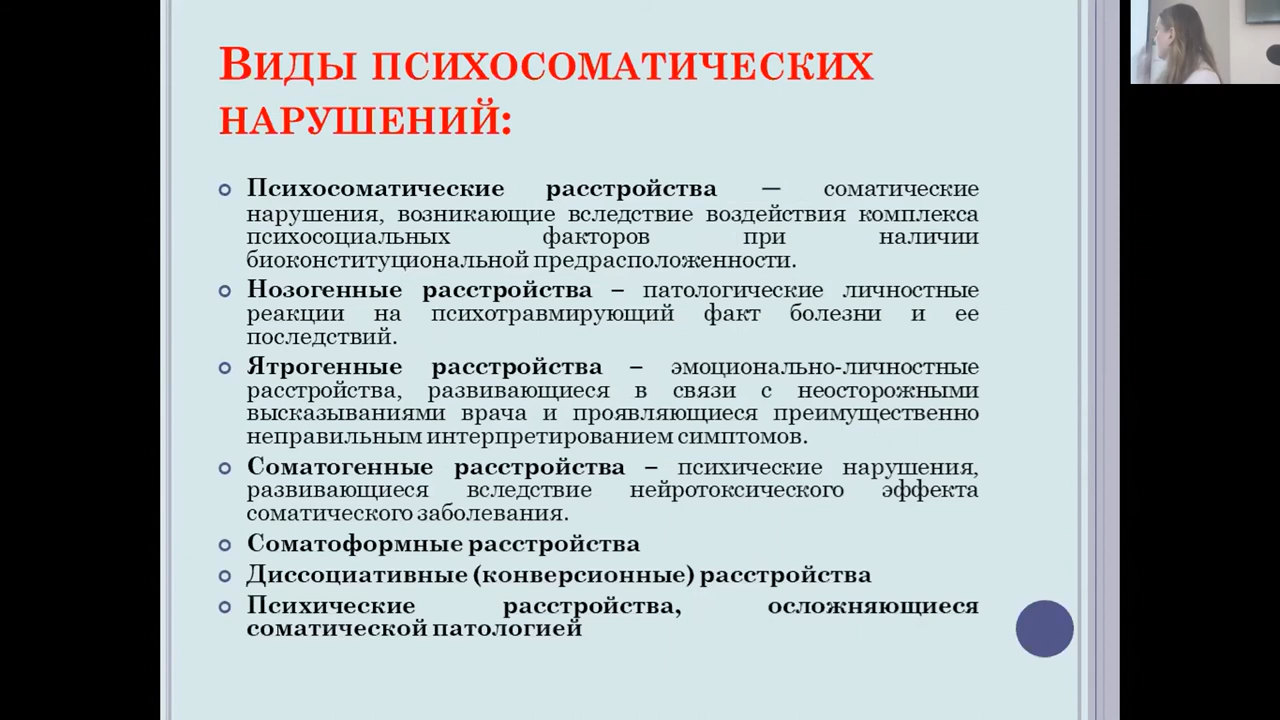 Виды психосоматических
нарушений:
Психосоматические расстройства — соматические
нарушения, возникающие вследствие воздействия комплекса
психосоциальных факторов при наличии
биоконституциональной предрасположенности.
Нозогенные расстройства – патологические личностные
реакции на психотравмирующий факт болезни и ее
последствий.
Ятрогенные расстройства – эмоционально-личностные
расстройства, развивающиеся в связи с неосторожными
высказываниями врача и проявляющиеся преимущественно
неправильным интерпретированием симптомов.
Соматогенные расстройства – психические нарушения,
развивающиеся вследствие нейротоксического эффекта
соматического заболевания.
Соматоформные расстройства
Диссоциативные (конверсионные) расстройства
Психические расстройства, осложняющиеся
соматической патологией